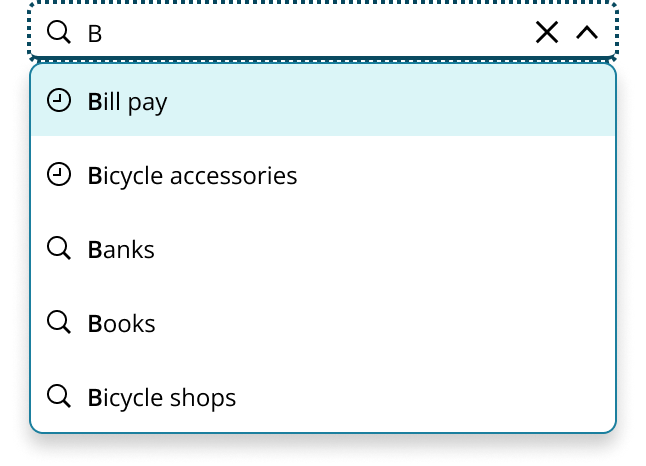 B
Bill pay
Bicycle accessories
Banks
Books
Bicycle shops